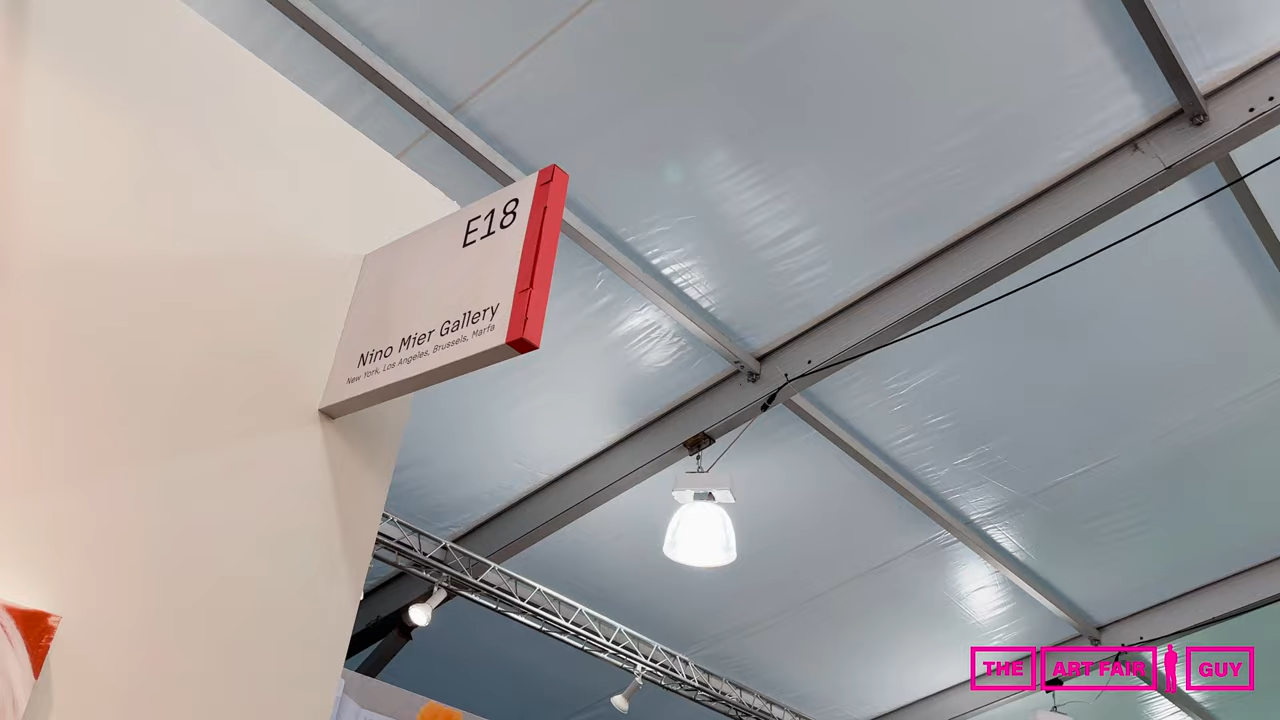 E18
Nino Mier Gallery
New York, Los Angeles, Brussels, Marfa
THE ART FAIR GUY